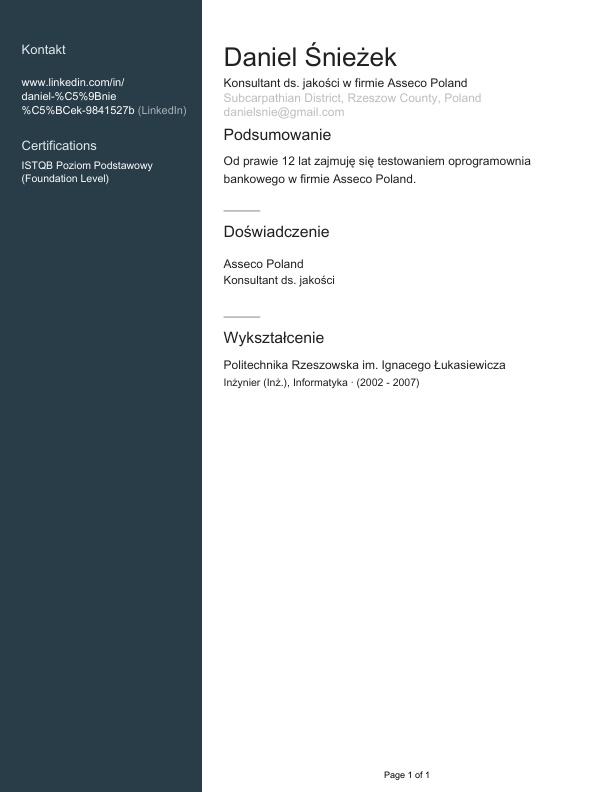 Kontakt
www.linkedin.com/in/
daniel-%C5%9Bnie
%C5%BCek-9841527b (LinkedIn)
Certifications
ISTQB Poziom Podstawowy
(Foundation Level)
Daniel Śnieżek
Konsultant ds. jakości w firmie Asseco Poland
Subcarpathian District, Rzeszow County, Poland
danielsnie@gmail.com
Podsumowanie
Od prawie 12 lat zajmuję się testowaniem oprogramownia
bankowego w firmie Asseco Poland.
Doświadczenie
Asseco Poland
Konsultant ds. jakości
Wykształcenie
Politechnika Rzeszowska im. Ignacego Łukasiewicza
Inżynier (Inż.), Informatyka · (2002 - 2007)
Page 1 of 1